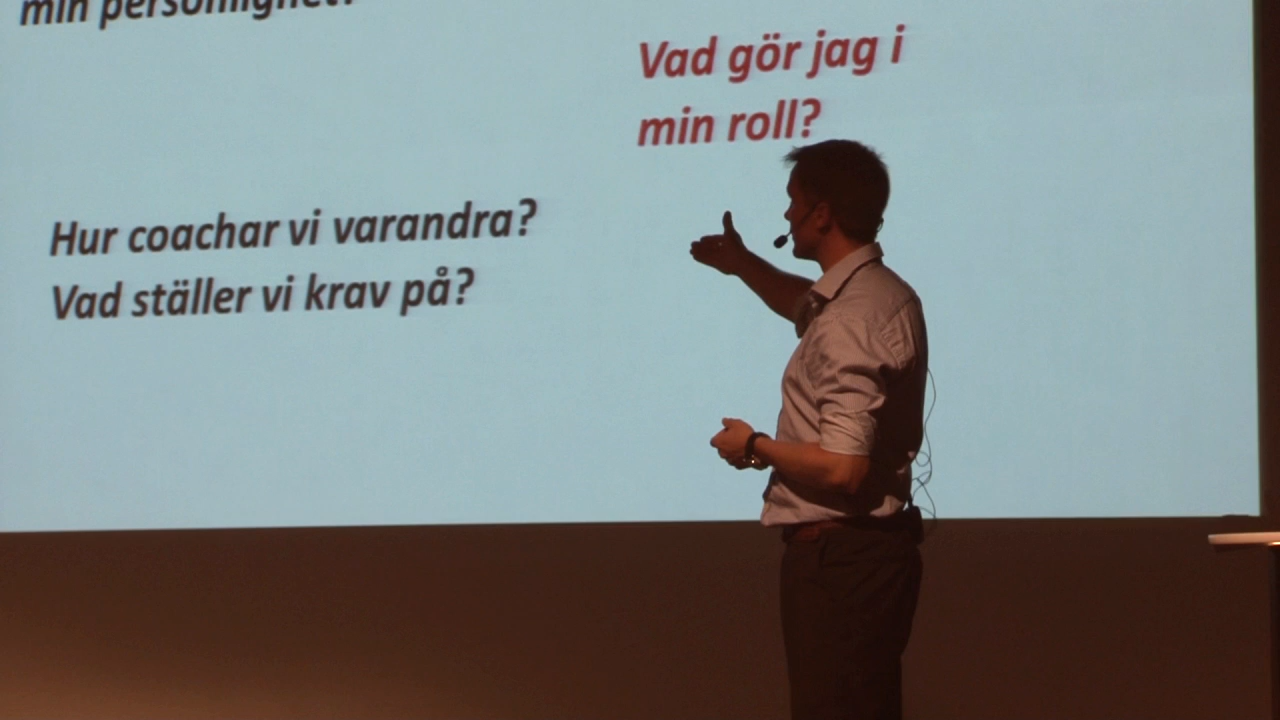 min personlighet?
Vad gör jag i
min roll?
Hur coachar vi varandra?
Vad ställer vi krav på?